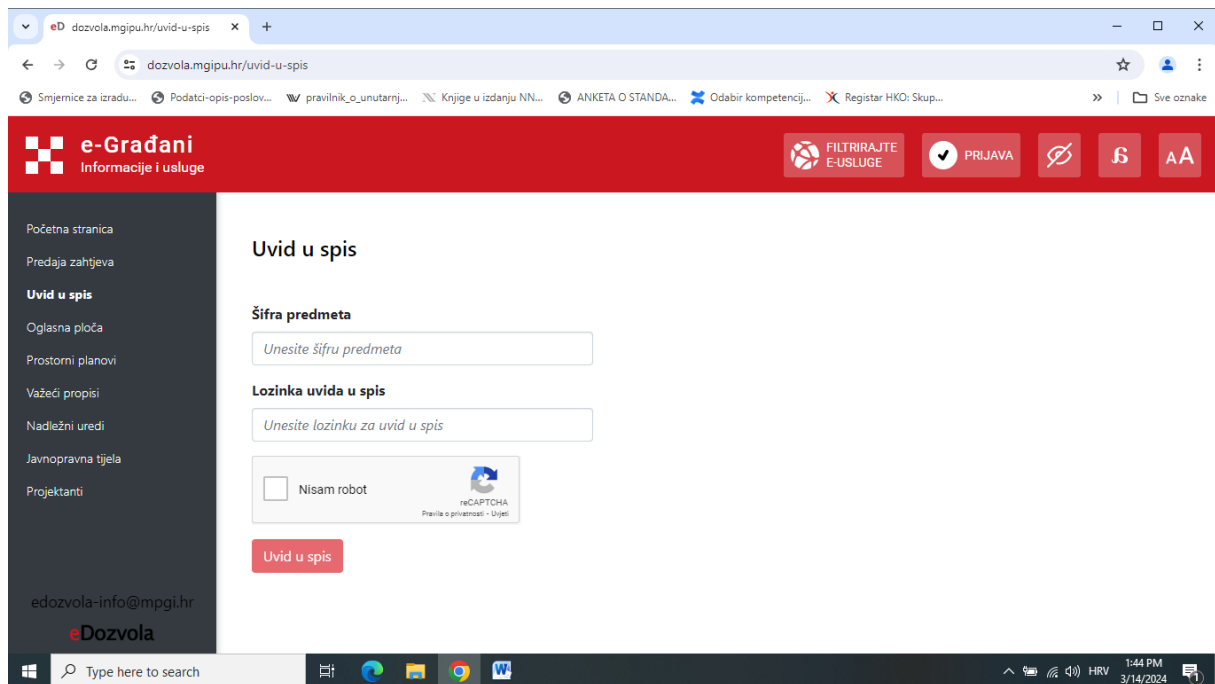 eD dozvola.mgipu.hr/uvid-u-spis
dozvola.mgipu.hr/uvid-u-spis
Smjernice za izradu... Podatci-opis-poslov... pravilnik_o_unutarnj... Knjige u izdanju NN... ANKETA O STANDA... Odabir kompetencij... Registar HKO: Skup... » Sve oznake
e-Građani
Informacije i usluge
FILTRIRAJTE
E-USLUGE
PRIJAVA
AA
Početna stranica
Predaja zahtjeva
Uvid u spis
Oglasna ploča
Prostorni planovi
Važeći propisi
Nadležni uredi
Javnopravna tijela
Projektanti
edozvola-info@mpgi.hr
eDozvola
Uvid u spis
Šifra predmeta
Unesite šifru predmeta
Lozinka uvida u spis
Unesite lozinku za uvid u spis
Nisam robot
reCAPTCHA
Pravila o privatnosti - Uvjeti
Uvid u spis
Type here to search
HRV
1:44 PM
3/14/2024